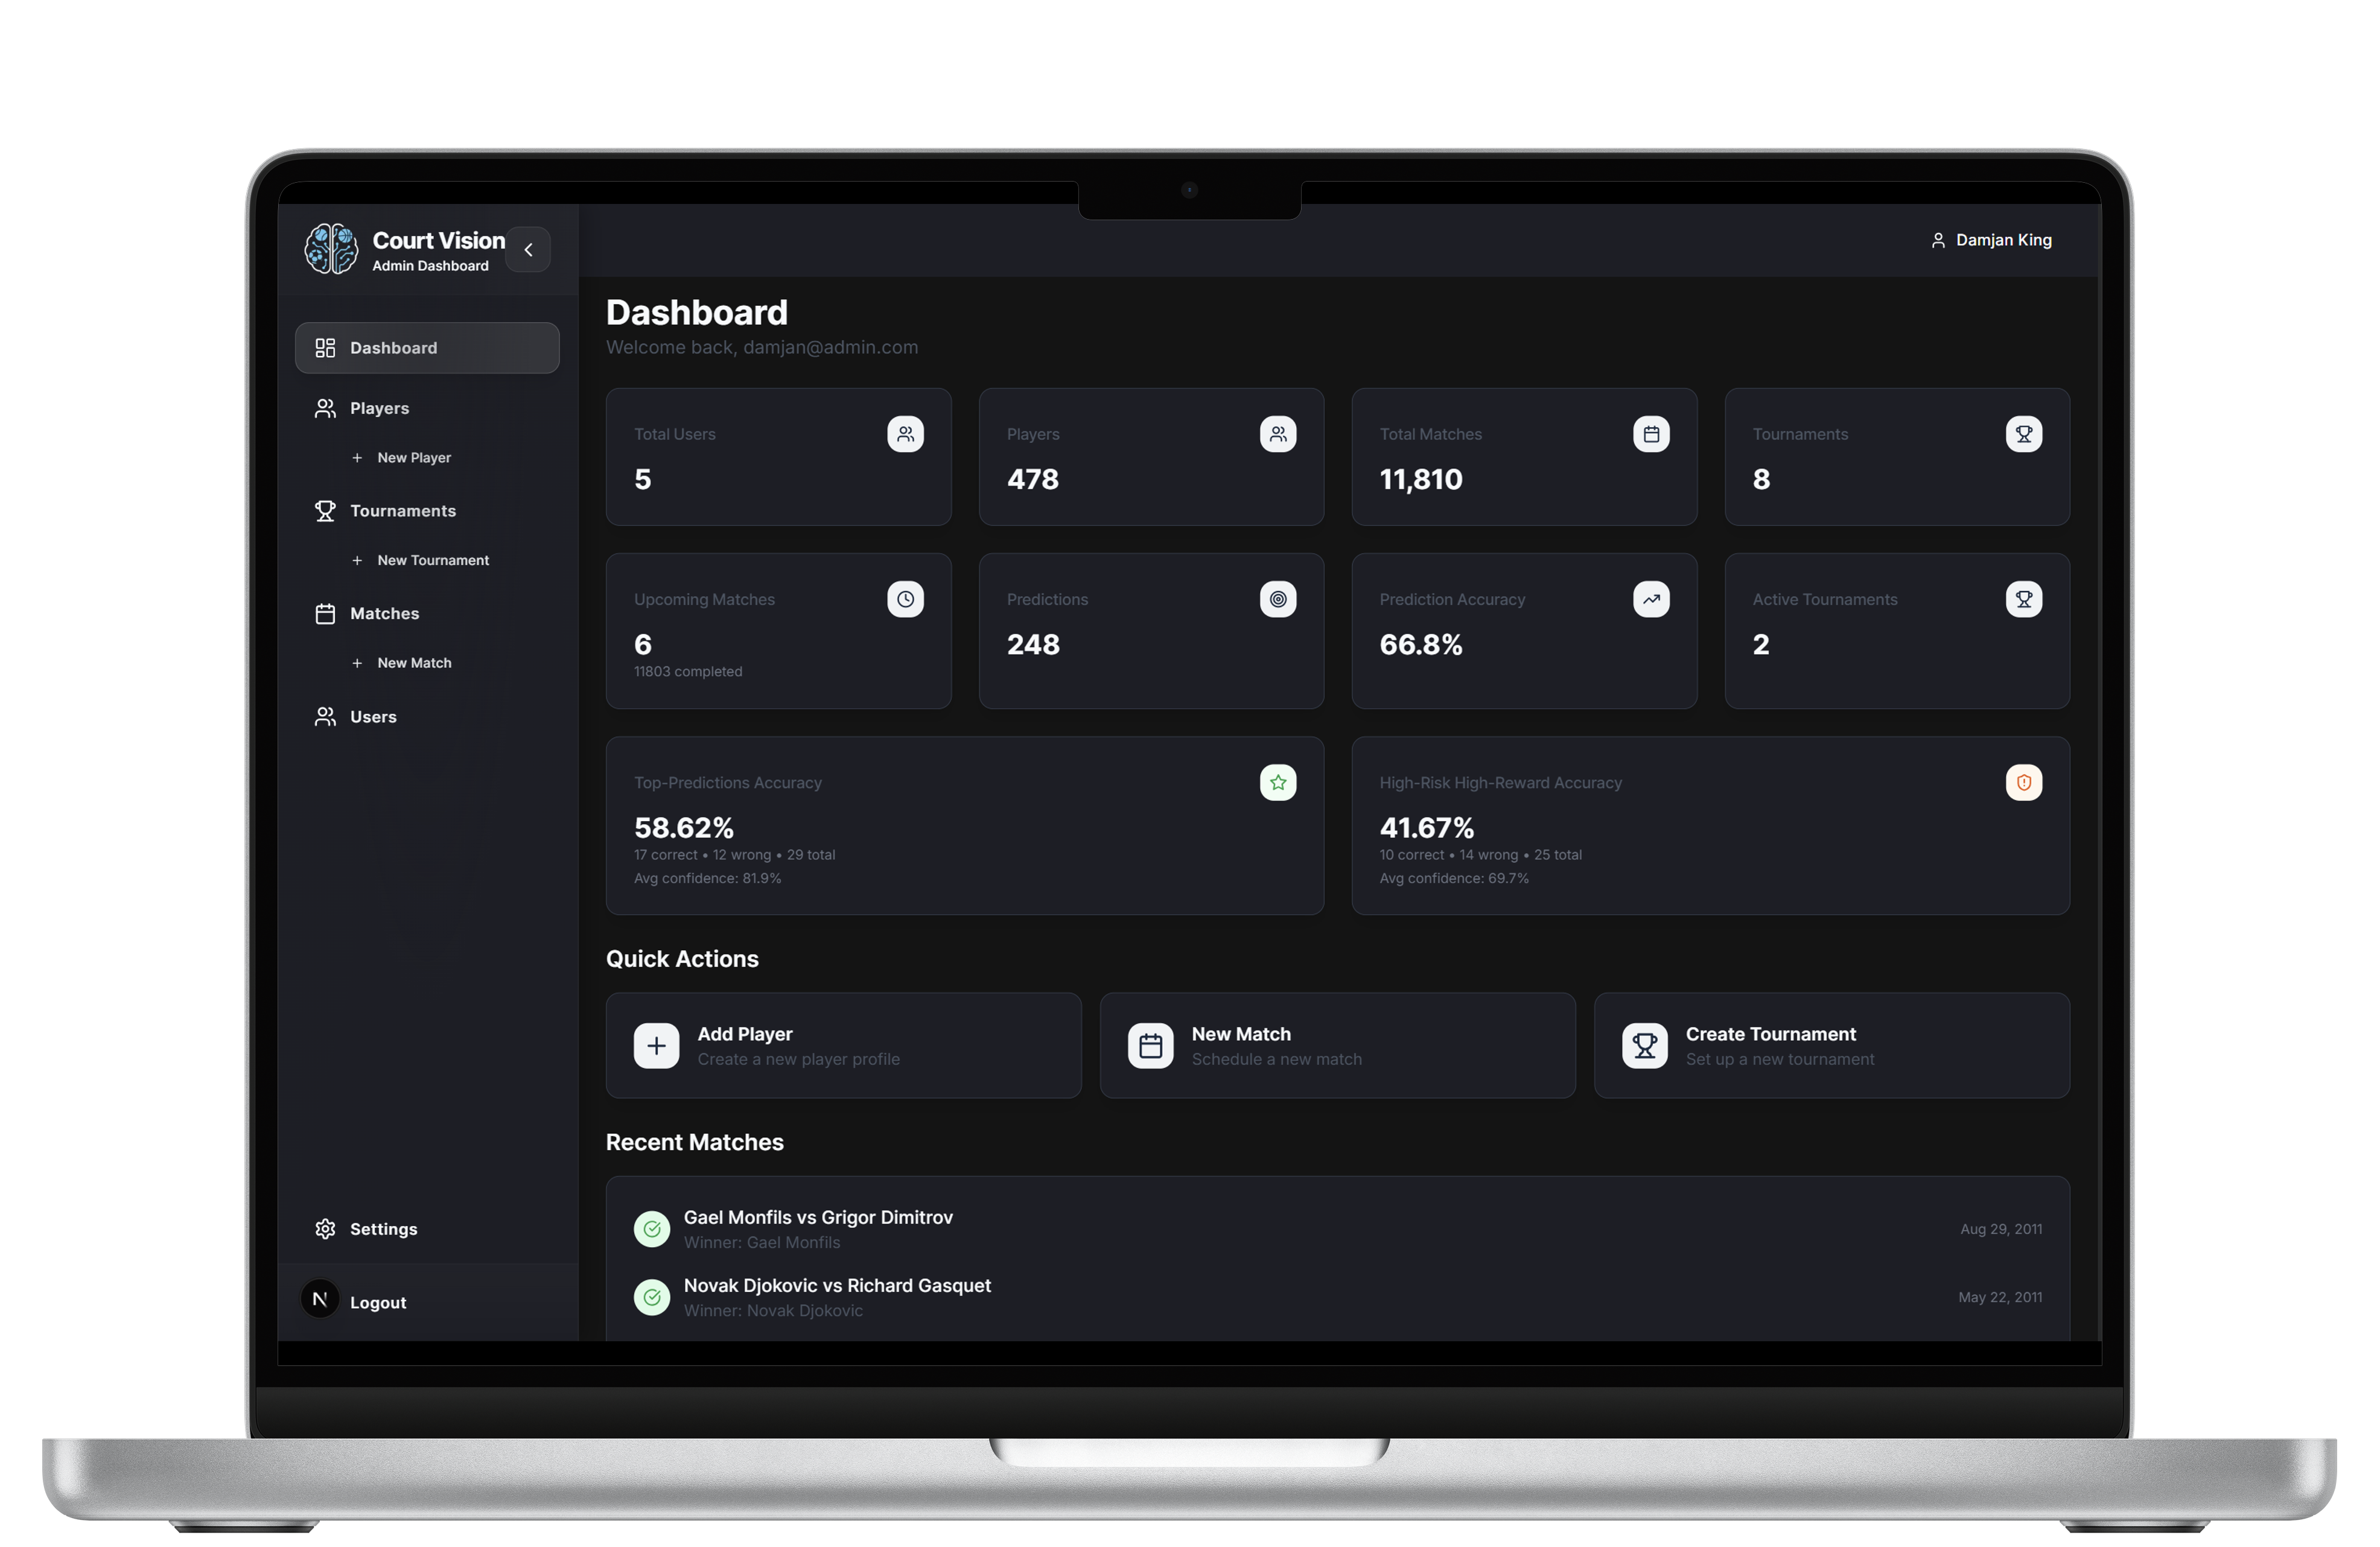 Court Vision
Admin Dashboard
Damjan King
Dashboard
Players
+ New Player
Tournaments
+ New Tournament
Matches
+ New Match
Users
Settings
N Logout
Dashboard
Welcome back, damjan@admin.com
Total Users
5
Players
478
Total Matches
11,810
Tournaments
8
Upcoming Matches
6
11803 completed
Predictions
248
Prediction Accuracy
66.8%
Active Tournaments
2
Top-Predictions Accuracy
58.62%
17 correct • 12 wrong • 29 total
Avg confidence: 81.9%
High-Risk High-Reward Accuracy
41.67%
10 correct • 14 wrong • 25 total
Avg confidence: 69.7%
Quick Actions
Add Player
Create a new player profile
New Match
Schedule a new match
Create Tournament
Set up a new tournament
Recent Matches
Gael Monfils vs Grigor Dimitrov
Winner: Gael Monfils
Aug 29, 2011
Novak Djokovic vs Richard Gasquet
Winner: Novak Djokovic
May 22, 2011